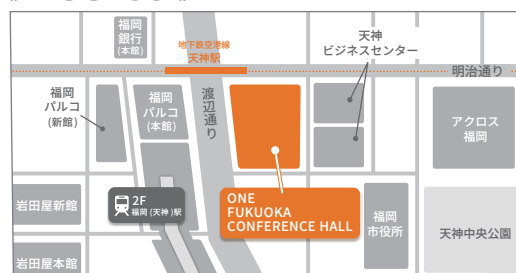 福岡
銀行
(本館)
地下鉄空港線
天神駅
天神
ビジネスセンター
明治通り
福岡
パルコ
(新館)
福岡
パルコ
(本館)
渡辺通り
アクロス
福岡
岩田屋新館
2F
福岡(天神)駅
ONE
FUKUOKA
CONFERENCE HALL
福岡
市役所
天神中央公園
岩田屋本館